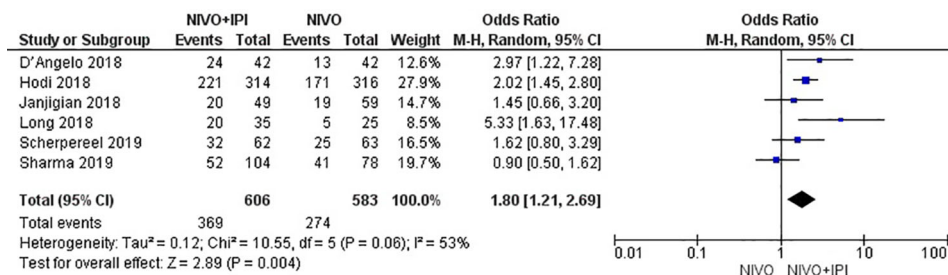 NIVO+IPI NIVO Odds Ratio Odds Ratio
Study or Subgroup Events Total Events Total Weight M-H, Random, 95% CI M-H, Random, 95% CI
D'Angelo 2018 24 42 13 42 12.6% 2.97 [1.22, 7.28]
Hodi 2018 221 314 171 316 27.9% 2.02 [1.45, 2.80]
Janjigian 2018 20 49 19 59 14.7% 1.45 [0.66, 3.20]
Long 2018 20 35 5 25 8.5% 5.33 [1.63, 17.48]
Scherpereel 2019 32 62 25 63 16.5% 1.62 [0.80, 3.29]
Sharma 2019 52 104 41 78 19.7% 0.90 [0.50, 1.62]
Total (95% CI) 606 583 100.0% 1.80 [1.21, 2.69]
Total events 369 274
Heterogeneity: Tau² = 0.12; Chi² = 10.55, df = 5 (P = 0.06); I² = 53%
Test for overall effect: Z = 2.89 (P = 0.004)
0.01 0.1 1 10 100
NIVO NIVO+IPI